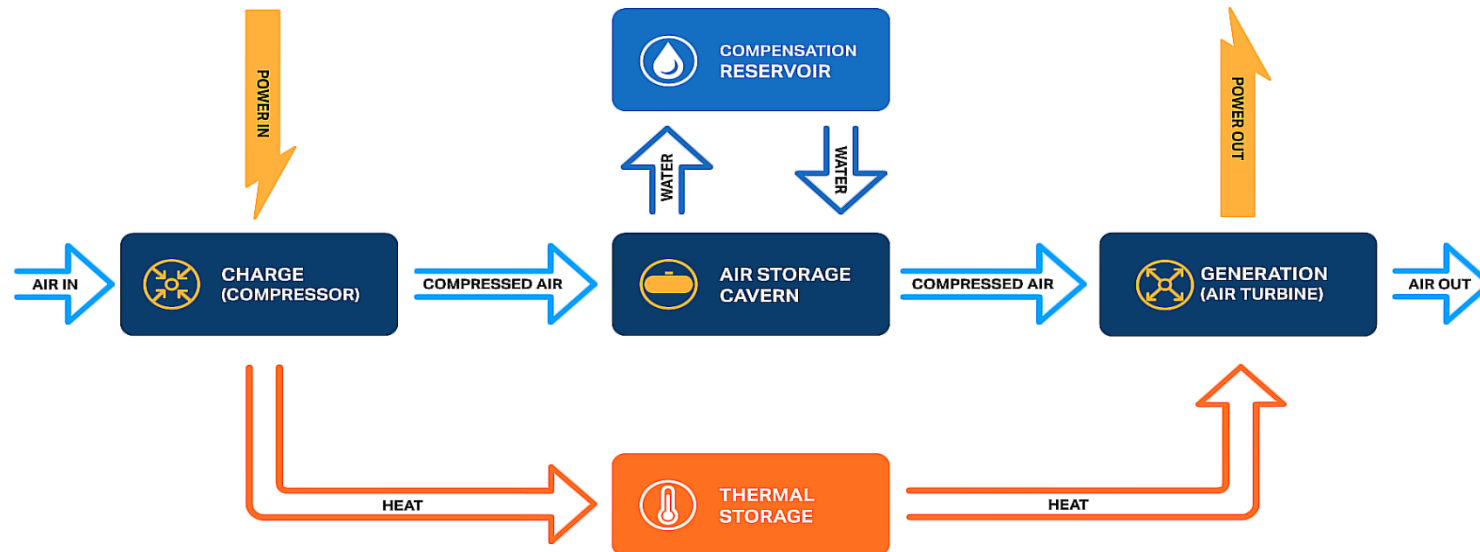 POWER IN
COMPENSATION
RESERVOIR
POWER OUT
WATER
WATER
AIR IN
CHARGE
(COMPRESSOR)
COMPRESSED AIR
AIR STORAGE
CAVERN
COMPRESSED AIR
GENERATION
(AIR TURBINE)
AIR OUT
HEAT
THERMAL
STORAGE
HEAT